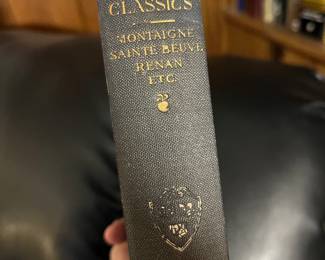 CLASSICS
MONTAIGNE
SAINTE-BEUVE
RENAN
ETC.